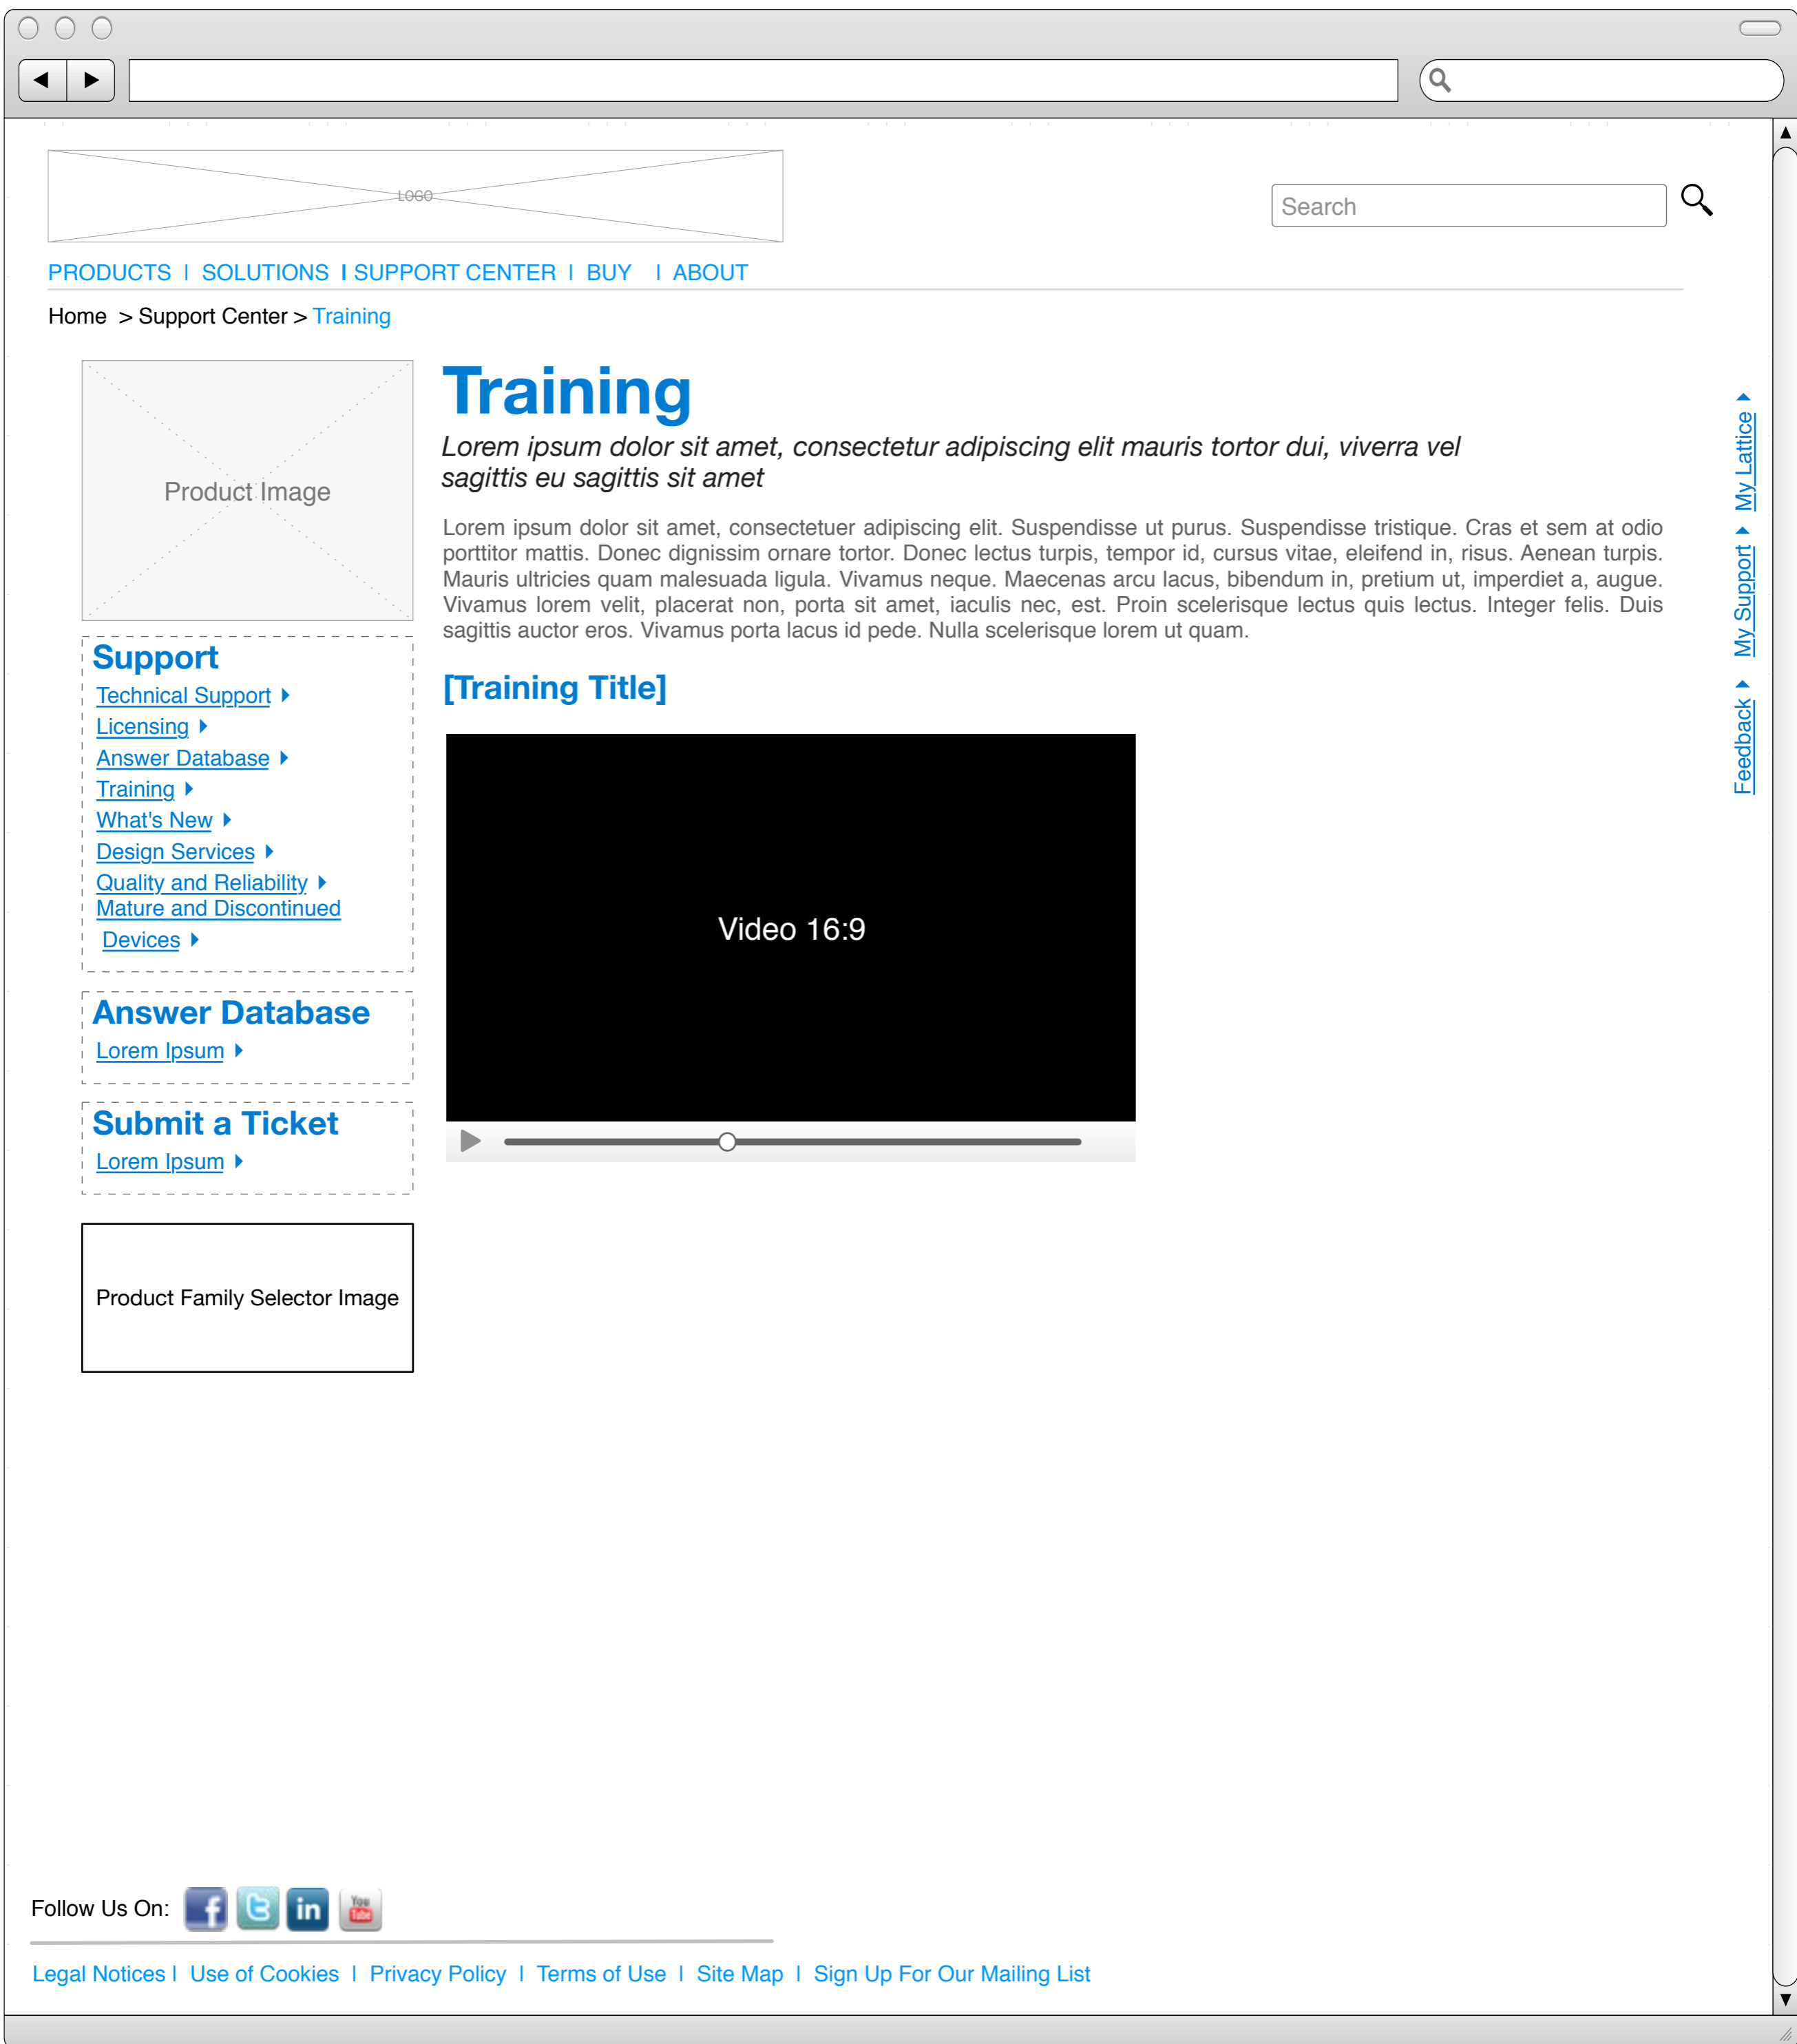 LOGO
Search
PRODUCTS | SOLUTIONS | SUPPORT CENTER | BUY | ABOUT
Home > Support Center > Training
Product Image
Support
Technical Support
Licensing
Answer Database
Training
What's New
Design Services
Quality and Reliability
Mature and Discontinued
Devices
Answer Database
Lorem Ipsum
Submit a Ticket
Lorem Ipsum
Product Family Selector Image
Training
Lorem ipsum dolor sit amet, consectetur adipiscing elit mauris tortor dui, viverra vel
sagittis eu sagittis sit amet
Lorem ipsum dolor sit amet, consectetuer adipiscing elit. Suspendisse ut purus. Suspendisse tristique. Cras et sem at odio
porttitor mattis. Donec dignissim ornare tortor. Donec lectus turpis, tempor id, cursus vitae, eleifend in, risus. Aenean turpis.
Mauris ultricies quam malesuada ligula. Vivamus neque. Maecenas arcu lacus, bibendum in, pretium ut, imperdiet a, augue.
Vivamus lorem velit, placerat non, porta sit amet, iaculis nec, est. Proin scelerisque lectus quis lectus. Integer felis. Duis
sagittis auctor eros. Vivamus porta lacus id pede. Nulla scelerisque lorem ut quam.
[Training Title]
Video 16:9
My Lattice
My Support
Feedback
Follow Us On:
f
t
in
You
Tube
Legal Notices | Use of Cookies | Privacy Policy | Terms of Use | Site Map | Sign Up For Our Mailing List